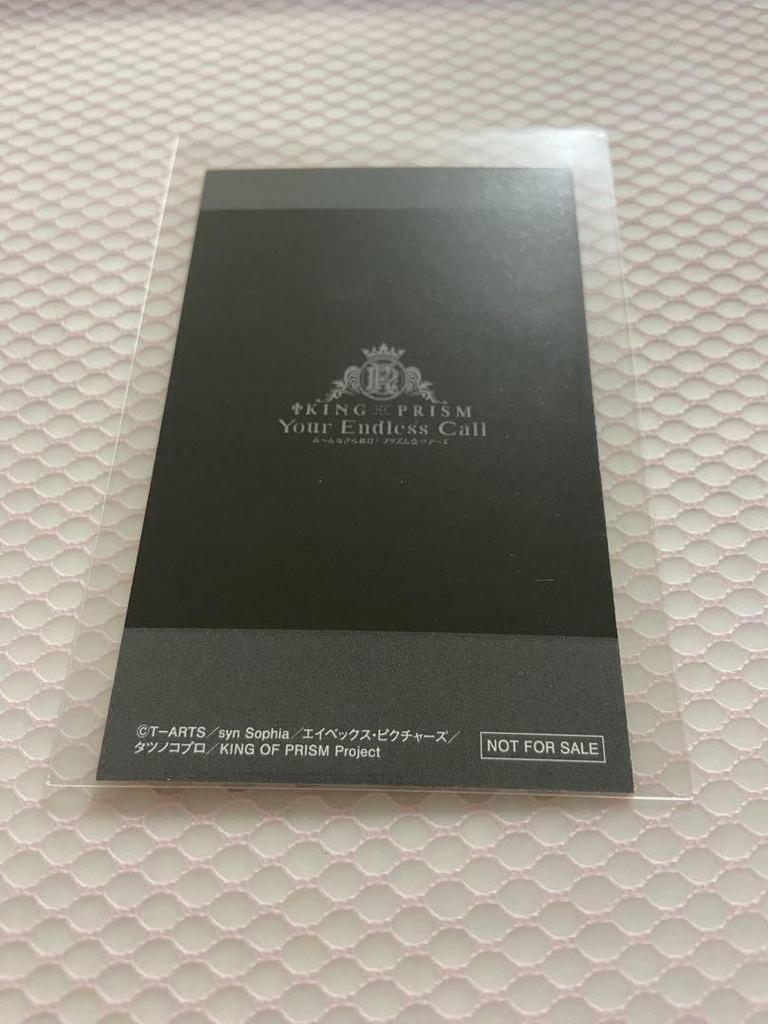 KING OF PRISM
Your Endless Call
み〜んなきらめけ!プリズム☆ツアーズ
©T-ARTS/syn Sophia/エイベックス・ピクチャーズ/
タツノコプロ/KING OF PRISM Project
NOT FOR SALE